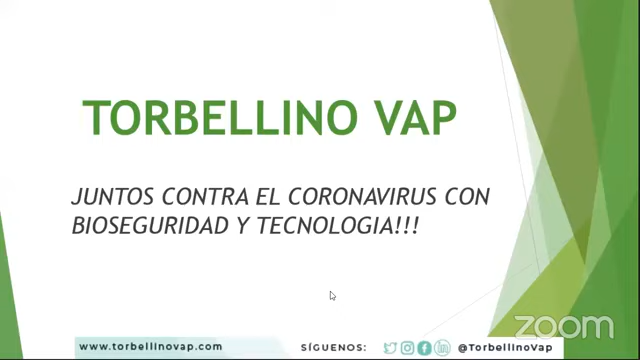 TORBELLINO VAP
JUNTOS CONTRA EL CORONAVIRUS CON
BIOSEGURIDAD Y TECNOLOGIA!!!
zoom
www.torbellinovap.com SÍGUENOS: @TorbellinoVap